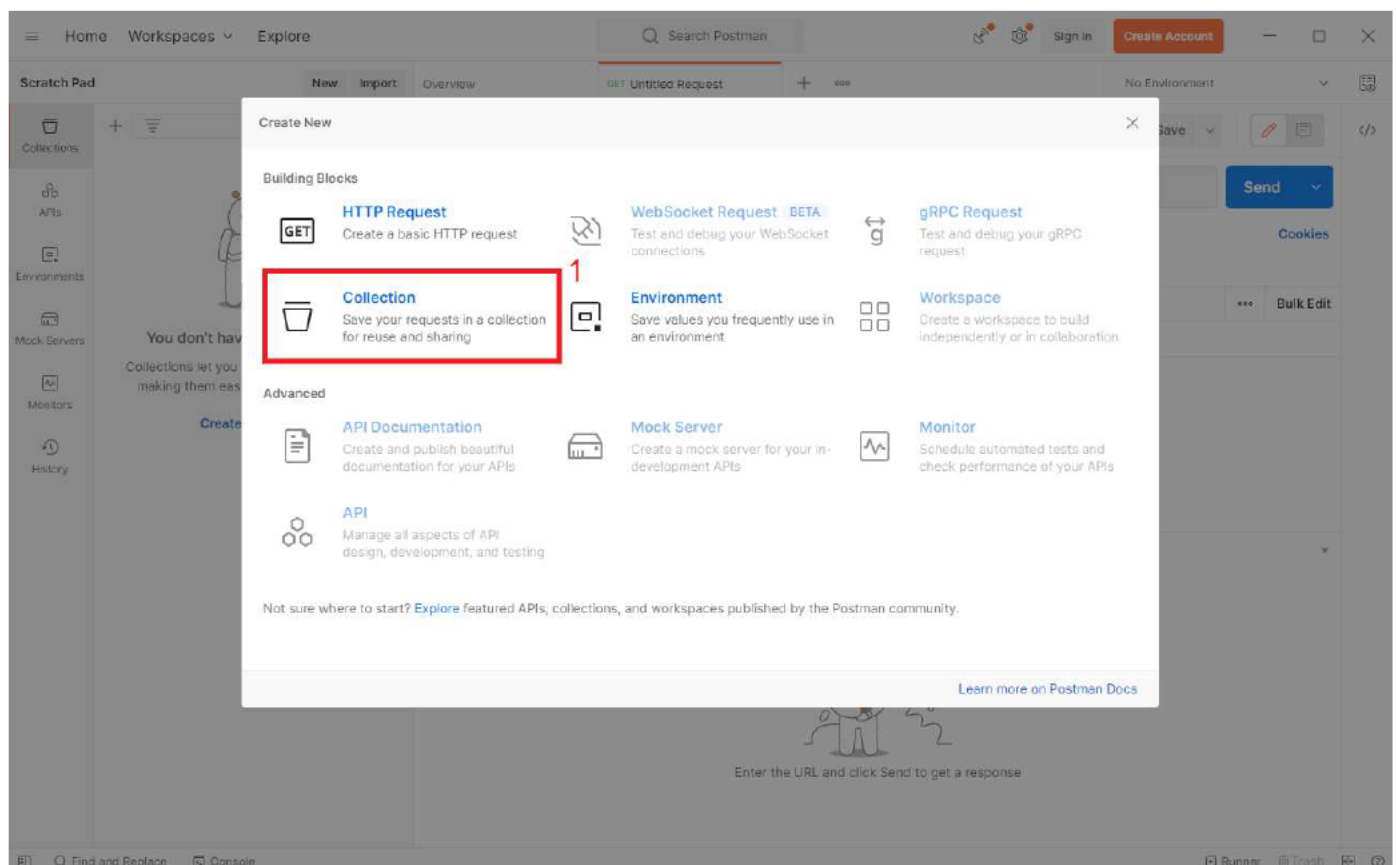 Home Workspaces Explore Search Postman Sign In Create Account
Scratch Pad New Import Overview GET Untitled Request No Environment
Create New
Save
Collections
Building Blocks
Send
APIs
HTTP Request
Create a basic HTTP request
GET
WebSocket Request BETA
Test and debug your WebSocket
connections
gRPC Request
Test and debug your gRPC
request
g
Cookies
Environments
1
Collection
Save your requests in a collection
for reuse and sharing
Environment
Save values you frequently use in
an environment
Workspace
Create a workspace to build
independently or in collaboration
Bulk Edit
Mock Servers
You don't hav
Collections let you
making them eas
Create
Monitors
History
Advanced
API Documentation
Create and publish beautiful
documentation for your APIs
Mock Server
Create a mock server for your in-
development APIs
Monitor
Schedule automated tests and
check performance of your APIs
API
Manage all aspects of API
design, development, and testing
Not sure where to start? Explore featured APIs, collections, and workspaces published by the Postman community.
Learn more on Postman Docs
Enter the URL and click Send to get a response
Find and Replace Console Runner Trash